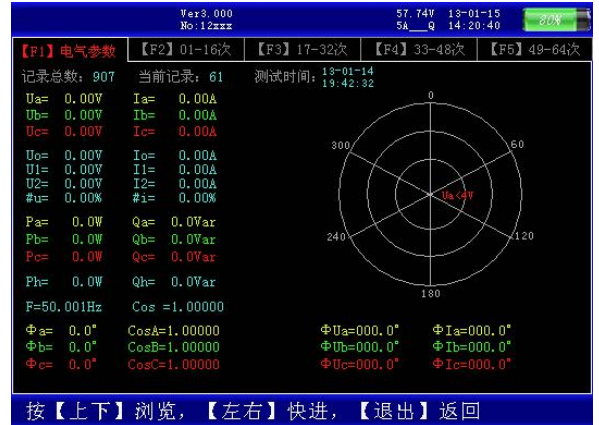 Ver3.000 57.74V 13-01-15 80%
No:12zzz 5A__Q 14:20:40
【F1】电气参数 【F2】01-16次 【F3】17-32次 【F4】33-48次 【F5】49-64次
记录总数: 907 当前记录: 61 测试时间: 13-01-14
19:42:32
Ua= 0.00V Ia= 0.00A 0
Ub= 0.00V Ib= 0.00A
Uc= 0.00V Ic= 0.00A
300 60
Uo= 0.00V Io= 0.00A
U1= 0.00V I1= 0.00A
U2= 0.00V I2= 0.00A
#u= 0.00% #i= 0.00% Ua<4V
Pa= 0.0W Qa= 0.0Var
Pb= 0.0W Qb= 0.0Var 240 120
Pc= 0.0W Qc= 0.0Var
Ph= 0.0W Qh= 0.0Var
180
F=50.001Hz Cos =1.00000
Φa= 0.0° CosA=1.00000 ΦUa=000.0° ΦIa=000.0°
Φb= 0.0° CosB=1.00000 ΦUb=000.0° ΦIb=000.0°
Φc= 0.0° CosC=1.00000 ΦUc=000.0° ΦIc=000.0°
按【上下】浏览，【左右】快进，【退出】返回